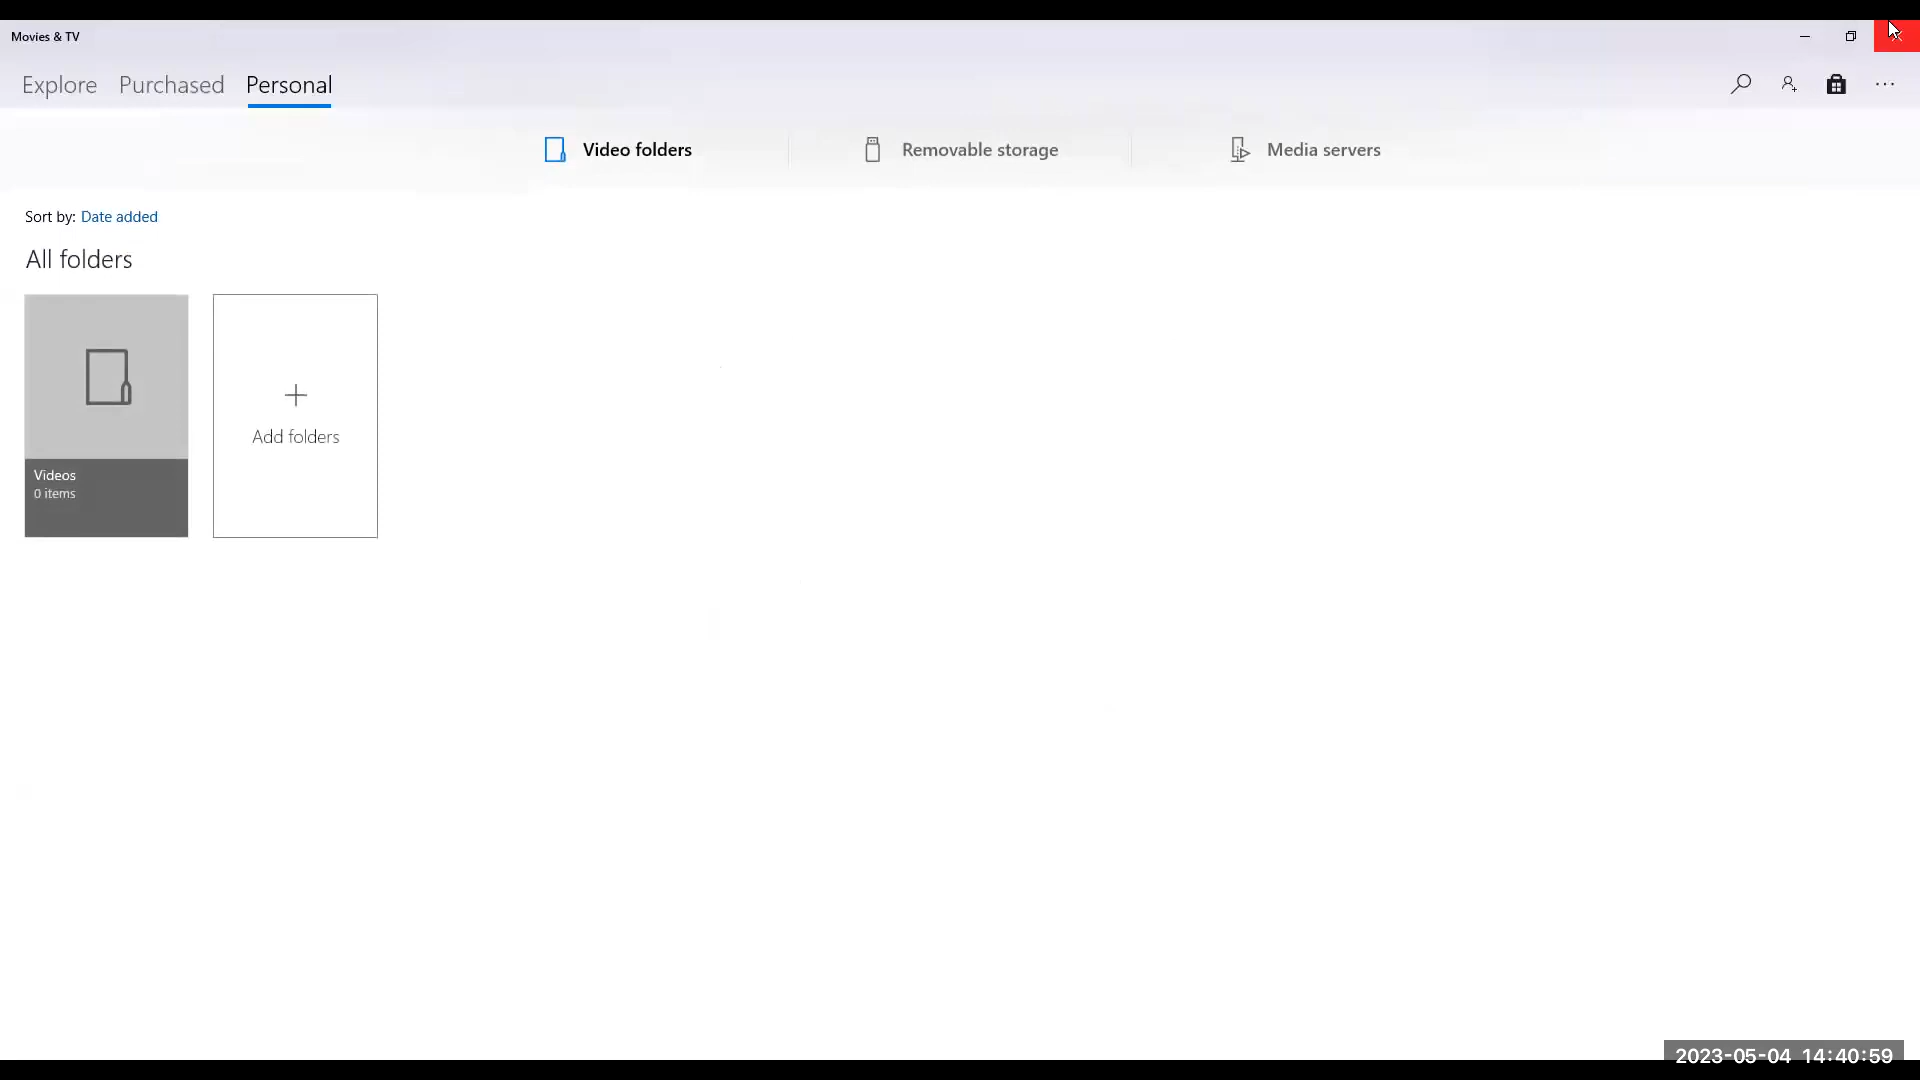 Movies & TV
Explore Purchased Personal
Video folders Removable storage Media servers
Sort by: Date added
All folders
Add folders
Videos
0 items
2023-05-04 14:40:59